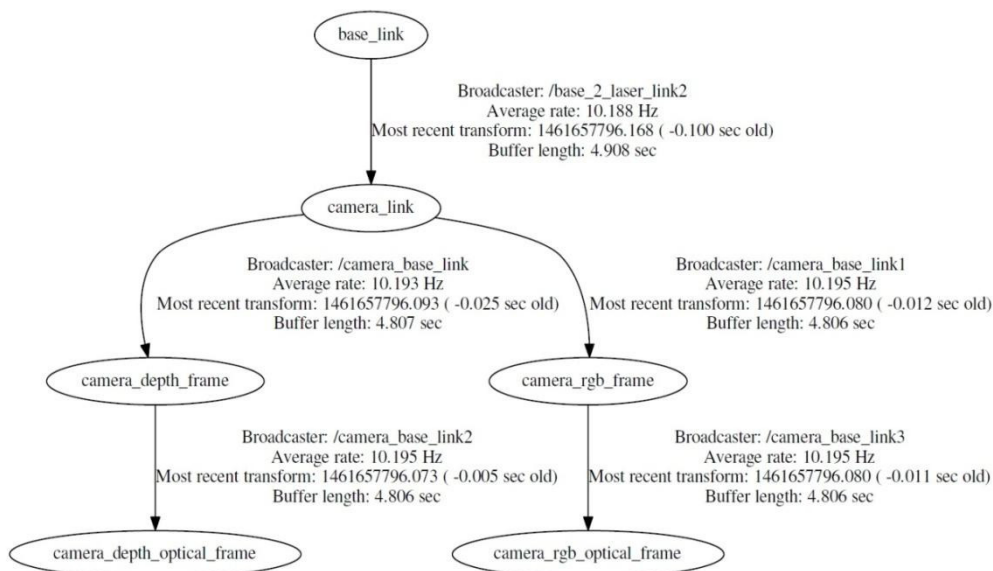 base_link
Broadcaster: /base_2_laser_link2
Average rate: 10.188 Hz
Most recent transform: 1461657796.168 ( -0.100 sec old)
Buffer length: 4.908 sec
camera_link
Broadcaster: /camera_base_link
Average rate: 10.193 Hz
Most recent transform: 1461657796.093 ( -0.025 sec old)
Buffer length: 4.807 sec
Broadcaster: /camera_base_link1
Average rate: 10.195 Hz
Most recent transform: 1461657796.080 ( -0.012 sec old)
Buffer length: 4.806 sec
camera_depth_frame
camera_rgb_frame
Broadcaster: /camera_base_link2
Average rate: 10.195 Hz
Most recent transform: 1461657796.073 ( -0.005 sec old)
Buffer length: 4.806 sec
Broadcaster: /camera_base_link3
Average rate: 10.195 Hz
Most recent transform: 1461657796.080 ( -0.011 sec old)
Buffer length: 4.806 sec
camera_depth_optical_frame
camera_rgb_optical_frame